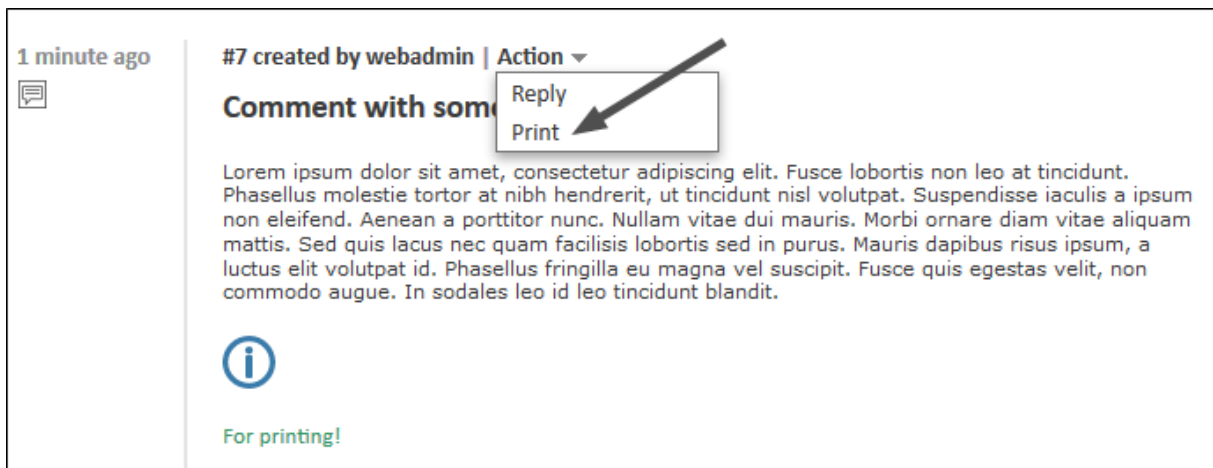 1 minute ago
#7 created by webadmin | Action
Reply
Comment with som
Print
Lorem ipsum dolor sit amet, consectetur adipiscing elit. Fusce lobortis non leo at tincidunt.
Phasellus molestie tortor at nibh hendrerit, ut tincidunt nisl volutpat. Suspendisse iaculis a ipsum
non eleifend. Aenean a porttitor nunc. Nullam vitae dui mauris. Morbi ornare diam vitae aliquam
mattis. Sed quis lacus nec quam facilisis lobortis sed in purus. Mauris dapibus risus ipsum, a
luctus elit volutpat id. Phasellus fringilla eu magna vel suscipit. Fusce quis egestas velit, non
commodo augue. In sodales leo id leo tincidunt blandit.
For printing!